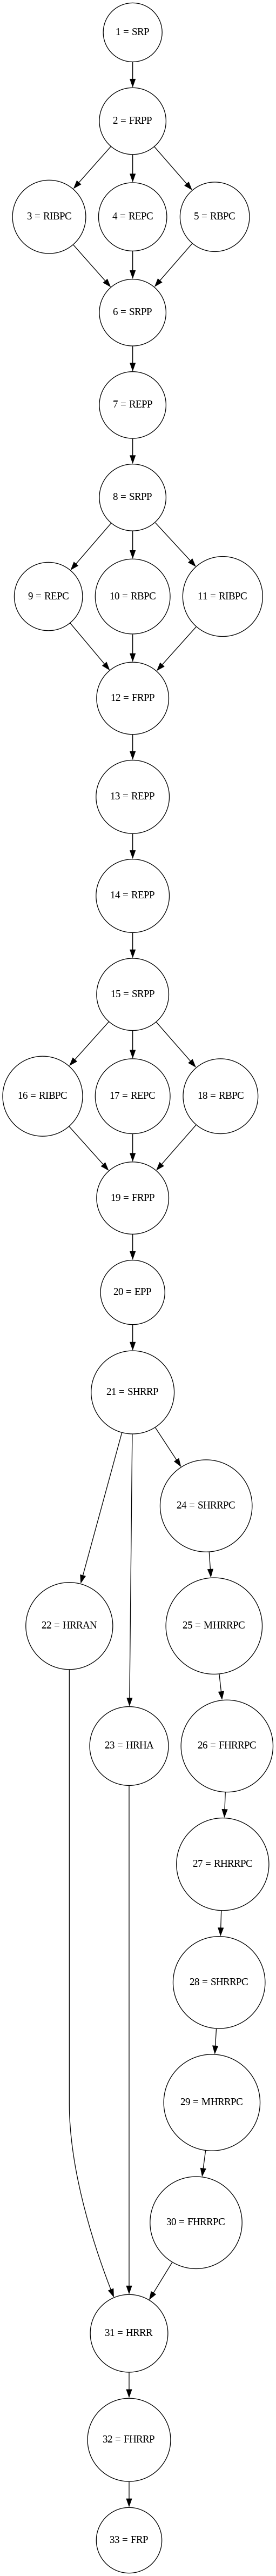 1 = SRP
2 = FRPP
3 = RIBPC
4 = REPC
5 = RBPC
6 = SRPP
7 = REPP
8 = SRPP
9 = REPC
10 = RBPC
11 = RIBPC
12 = FRPP
13 = REPP
14 = REPP
15 = SRPP
16 = RIBPC
17 = REPC
18 = RBPC
19 = FRPP
20 = EPP
21 = SHRRP
24 = SHRRPC
22 = HRRAN
25 = MHRRPC
23 = HRHA
26 = FHRRPC
27 = RHRRPC
28 = SHRRPC
29 = MHRRPC
30 = FHRRPC
31 = HRRR
32 = FHRRP
33 = FRP